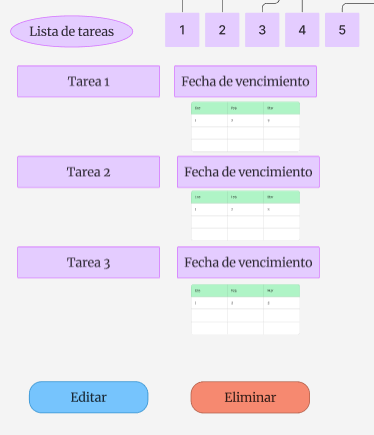 Lista de tareas
1 2 3 4 5
Tarea 1 Fecha de vencimiento
Tarea 2 Fecha de vencimiento
Tarea 3 Fecha de vencimiento
Editar Eliminar